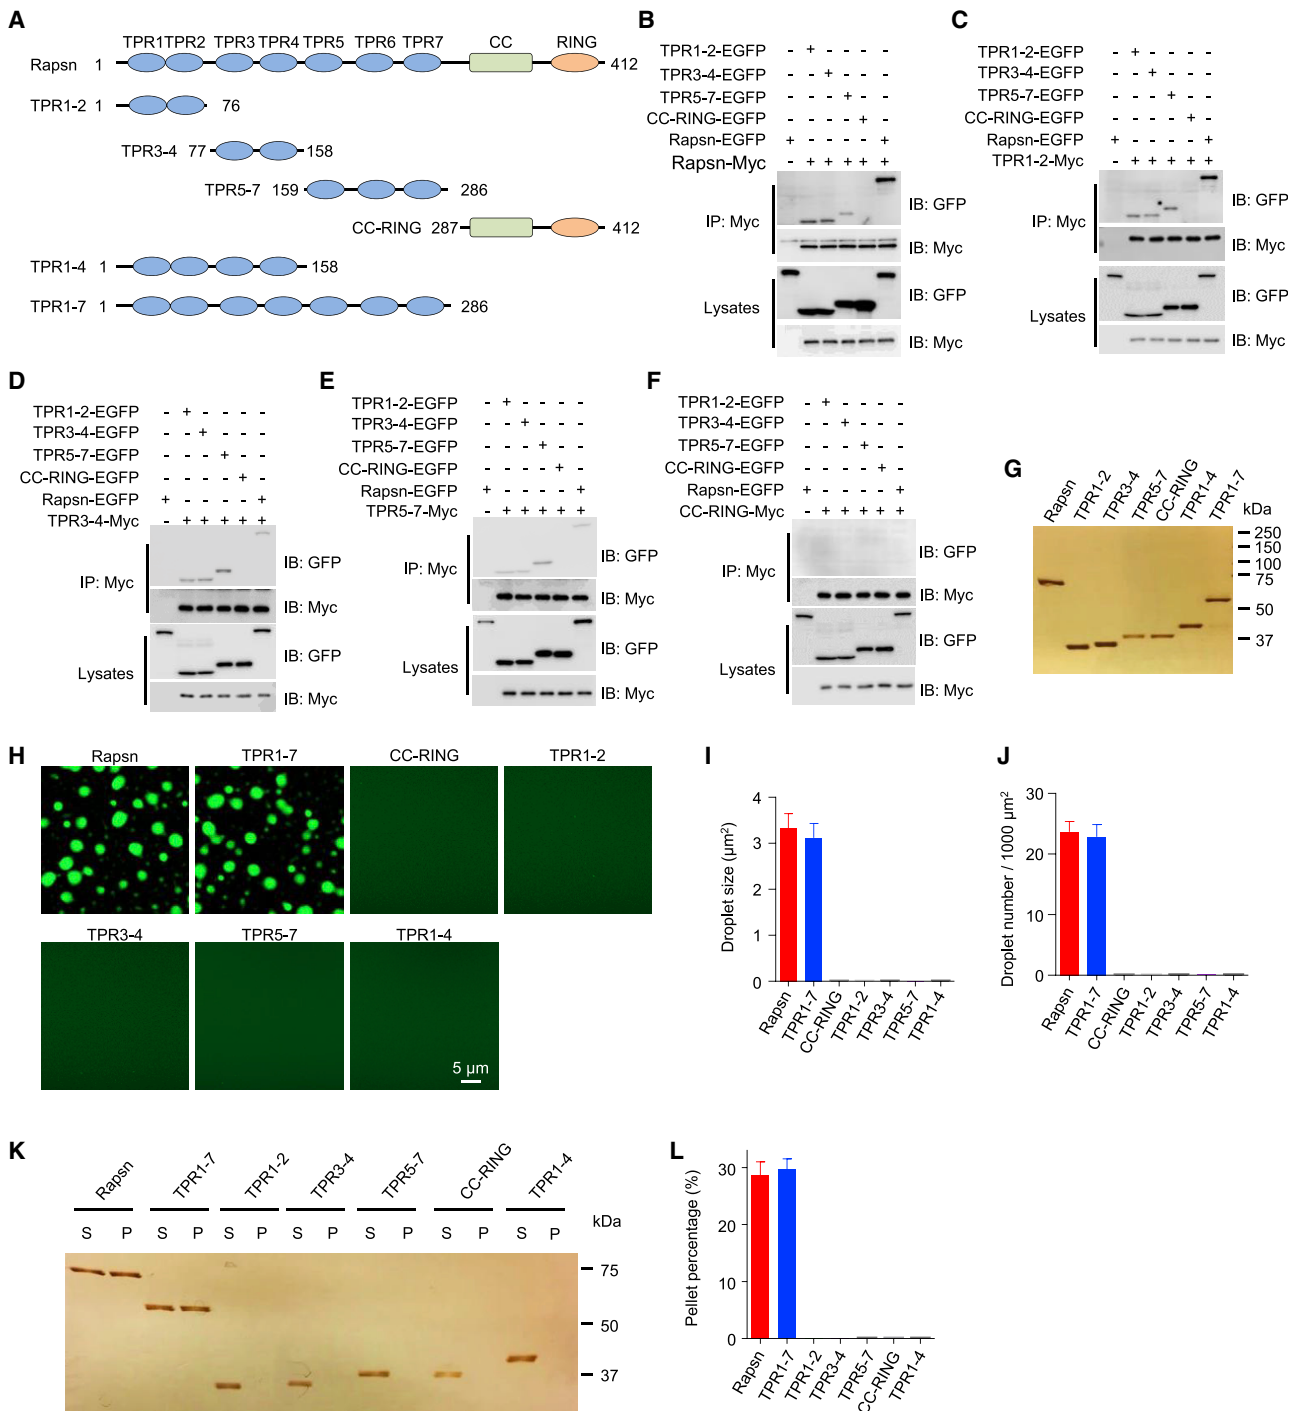 A
TPR1TPR2 TPR3 TPR4 TPR5 TPR6 TPR7 CC RING
Rapsn 1 412
TPR1-2 1 76
TPR3-4 77 158
TPR5-7 159 286
CC-RING 287 412
TPR1-4 1 158
TPR1-7 1 286
B
TPR1-2-EGFP - + - - - -
TPR3-4-EGFP - - + - - -
TPR5-7-EGFP - - - + - -
CC-RING-EGFP - - - - + -
Rapsn-EGFP + - - - - +
Rapsn-Myc - + + + + +
IP: Myc
IB: GFP
IB: Myc
Lysates
IB: GFP
IB: Myc
C
TPR1-2-EGFP - + - - - -
TPR3-4-EGFP - - + - - -
TPR5-7-EGFP - - - + - -
CC-RING-EGFP - - - - + -
Rapsn-EGFP + - - - - +
TPR1-2-Myc - + + + + +
IP: Myc
IB: GFP
IB: Myc
Lysates
IB: GFP
IB: Myc
D
TPR1-2-EGFP - + - - - -
TPR3-4-EGFP - - + - - -
TPR5-7-EGFP - - - + - -
CC-RING-EGFP - - - - + -
Rapsn-EGFP + - - - - +
TPR3-4-Myc - + + + + +
IP: Myc
IB: GFP
IB: Myc
Lysates
IB: GFP
IB: Myc
E
TPR1-2-EGFP - + - - - -
TPR3-4-EGFP - - + - - -
TPR5-7-EGFP - - - + - -
CC-RING-EGFP - - - - + -
Rapsn-EGFP + - - - - +
TPR5-7-Myc - + + + + +
IP: Myc
IB: GFP
IB: Myc
Lysates
IB: GFP
IB: Myc
F
TPR1-2-EGFP - + - - - -
TPR3-4-EGFP - - + - - -
TPR5-7-EGFP - - - + - -
CC-RING-EGFP - - - - + -
Rapsn-EGFP + - - - - +
CC-RING-Myc - + + + + +
IP: Myc
IB: GFP
IB: Myc
Lysates
IB: GFP
IB: Myc
G
Rapsn TPR1-2 TPR3-4 TPR5-7 CC-RING TPR1-4 TPR1-7
kDa
250
150
100
75
50
37
H
Rapsn TPR1-7 CC-RING TPR1-2
TPR3-4 TPR5-7 TPR1-4
5 µm
I
Droplet size (µm²)
4
3
2
1
0
Rapsn TPR1-7 CC-RING TPR1-2 TPR3-4 TPR5-7 TPR1-4
J
Droplet number / 1000 µm²
30
20
10
0
Rapsn TPR1-7 CC-RING TPR1-2 TPR3-4 TPR5-7 TPR1-4
K
Rapsn TPR1-7 TPR1-2 TPR3-4 TPR5-7 CC-RING TPR1-4
S P S P S P S P S P S P S P
kDa
75
50
37
L
Pellet percentage (%)
30
20
10
0
Rapsn TPR1-7 TPR1-2 TPR3-4 TPR5-7 CC-RING TPR1-4